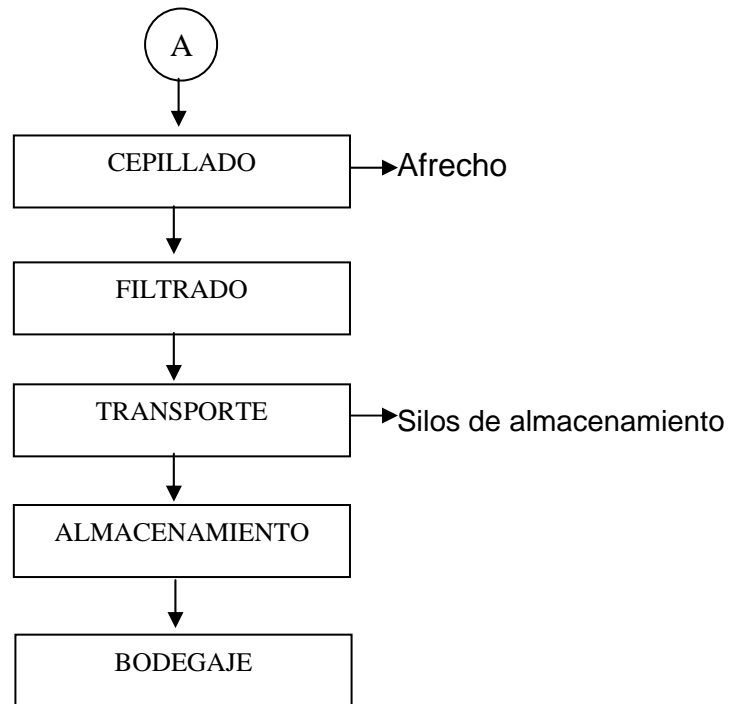 A
CEPILLADO
Afrecho
FILTRADO
TRANSPORTE
Silos de almacenamiento
ALMACENAMIENTO
BODEGAJE